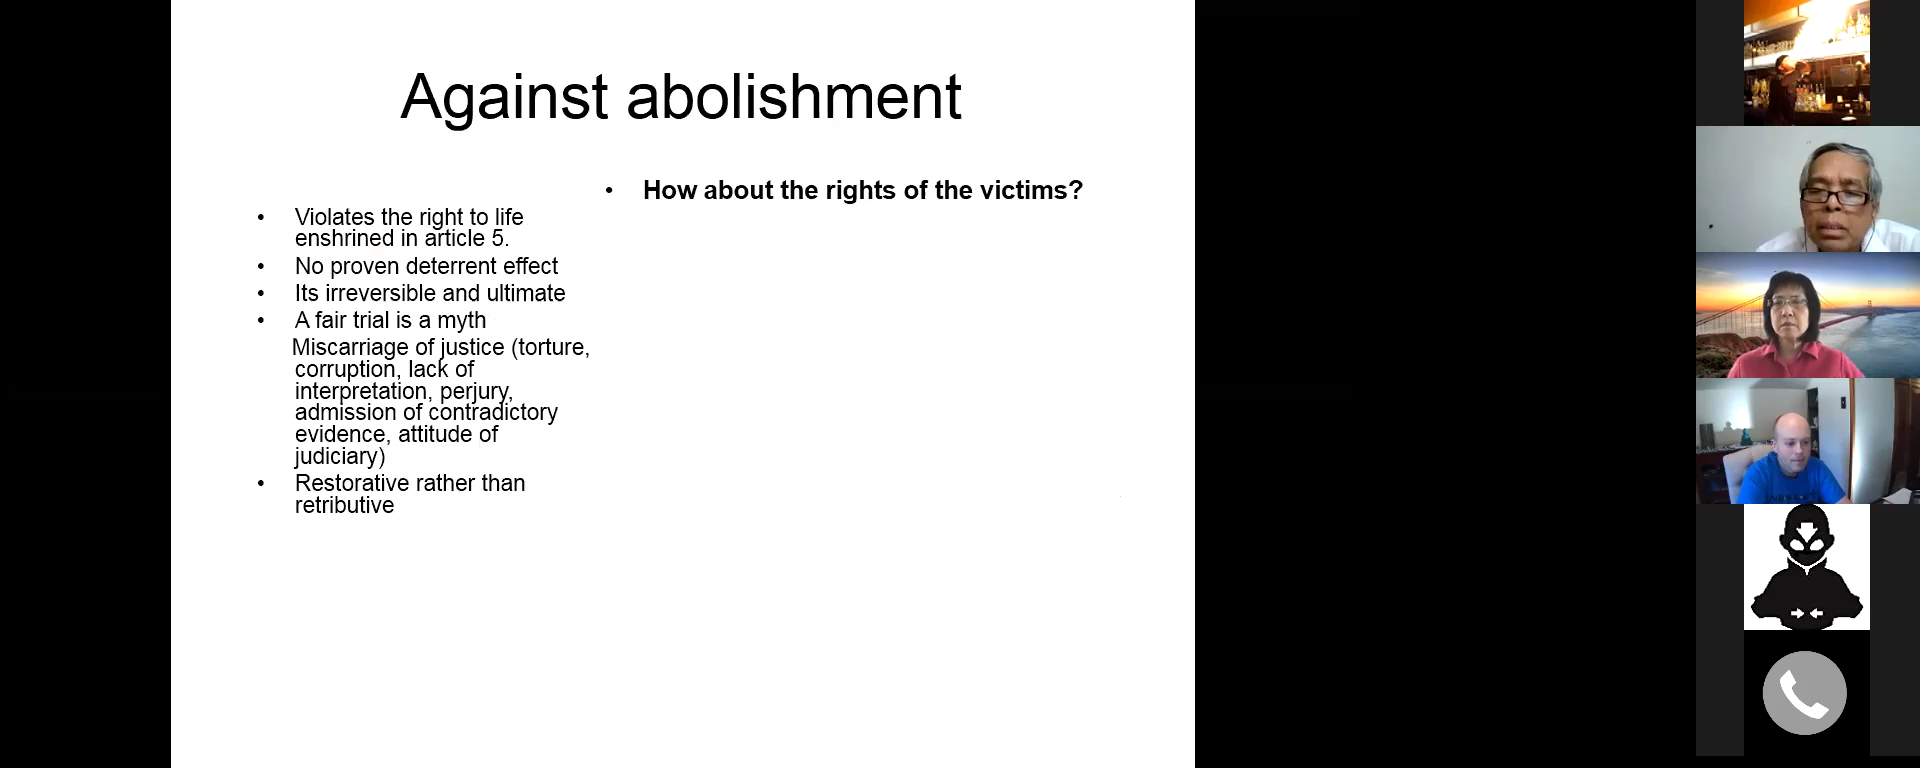 Against abolishment
Violates the right to life
enshrined in article 5.
No proven deterrent effect
Its irreversible and ultimate
A fair trial is a myth
Miscarriage of justice (torture,
corruption, lack of
interpretation, perjury,
admission of contradictory
evidence, attitude of
judiciary)
Restorative rather than
retributive
How about the rights of the victims?